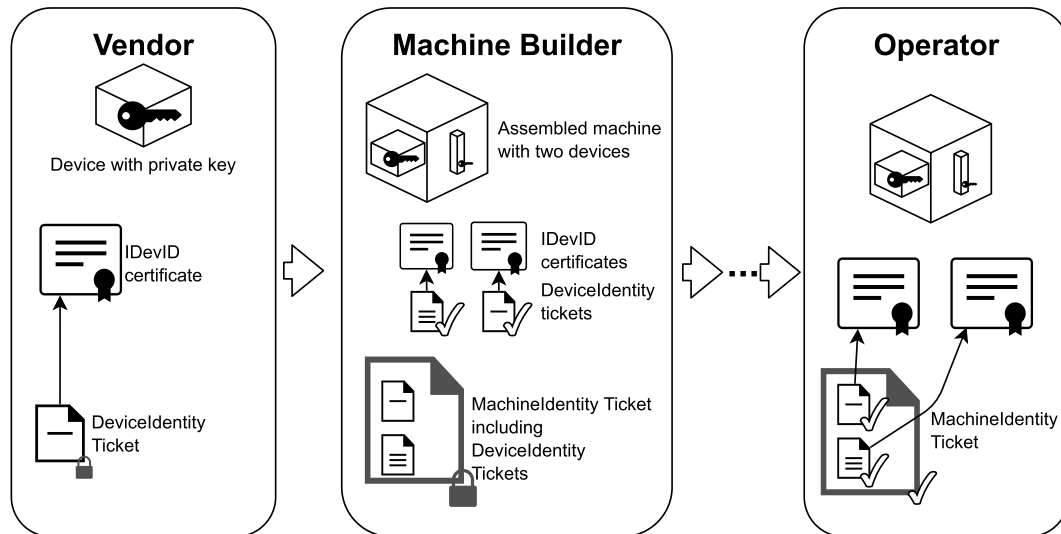 Vendor
Device with private key
IDevID
certificate
DeviceIdentity
Ticket
Machine Builder
Assembled machine
with two devices
IDevID
certificates
DeviceIdentity
tickets
MachineIdentity Ticket
including
DeviceIdentity
Tickets
Operator
MachineIdentity
Ticket